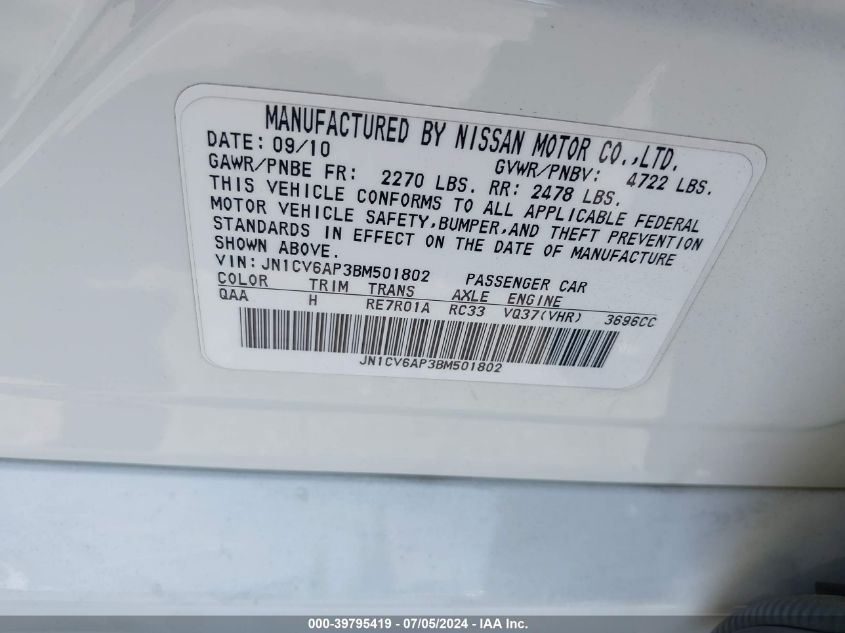 MANUFACTURED BY NISSAN MOTOR CO.,LTD.
DATE: 09/10 GVWR/PNBV: 4722 LBS.
GAWR/PNBE FR: 2270 LBS. RR: 2478 LBS.
THIS VEHICLE CONFORMS TO ALL APPLICABLE FEDERAL
MOTOR VEHICLE SAFETY,BUMPER,AND THEFT PREVENTION
STANDARDS IN EFFECT ON THE DATE OF MANUFACTURE
SHOWN ABOVE.
VIN: JN1CV6AP3BM501802 PASSENGER CAR
COLOR TRIM TRANS AXLE ENGINE
QAA H RE7R01A RC33 VQ37(VHR) 3696CC
JN1CV6AP3BM501802
000-39795419 - 07/05/2024 - IAA Inc.